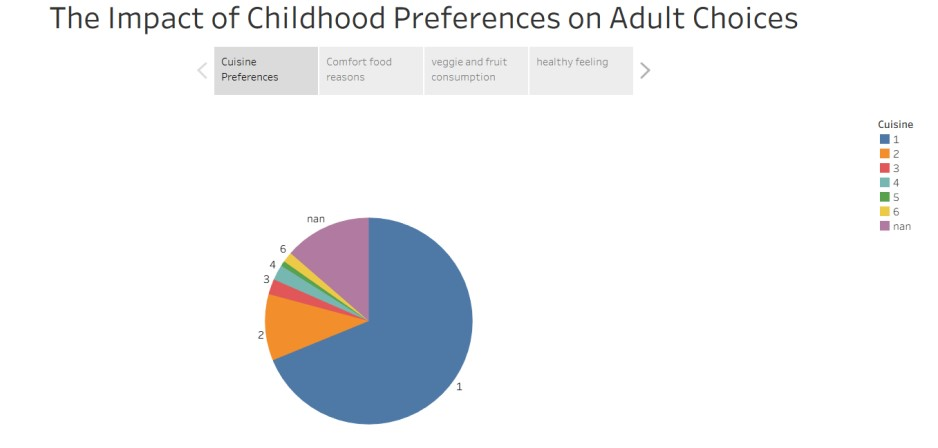 The Impact of Childhood Preferences on Adult Choices
Cuisine
Preferences
Comfort food
reasons
veggie and fruit
consumption
healthy feeling
Cuisine
1
2
3
4
5
6
nan
nan
6
4
3
2
1